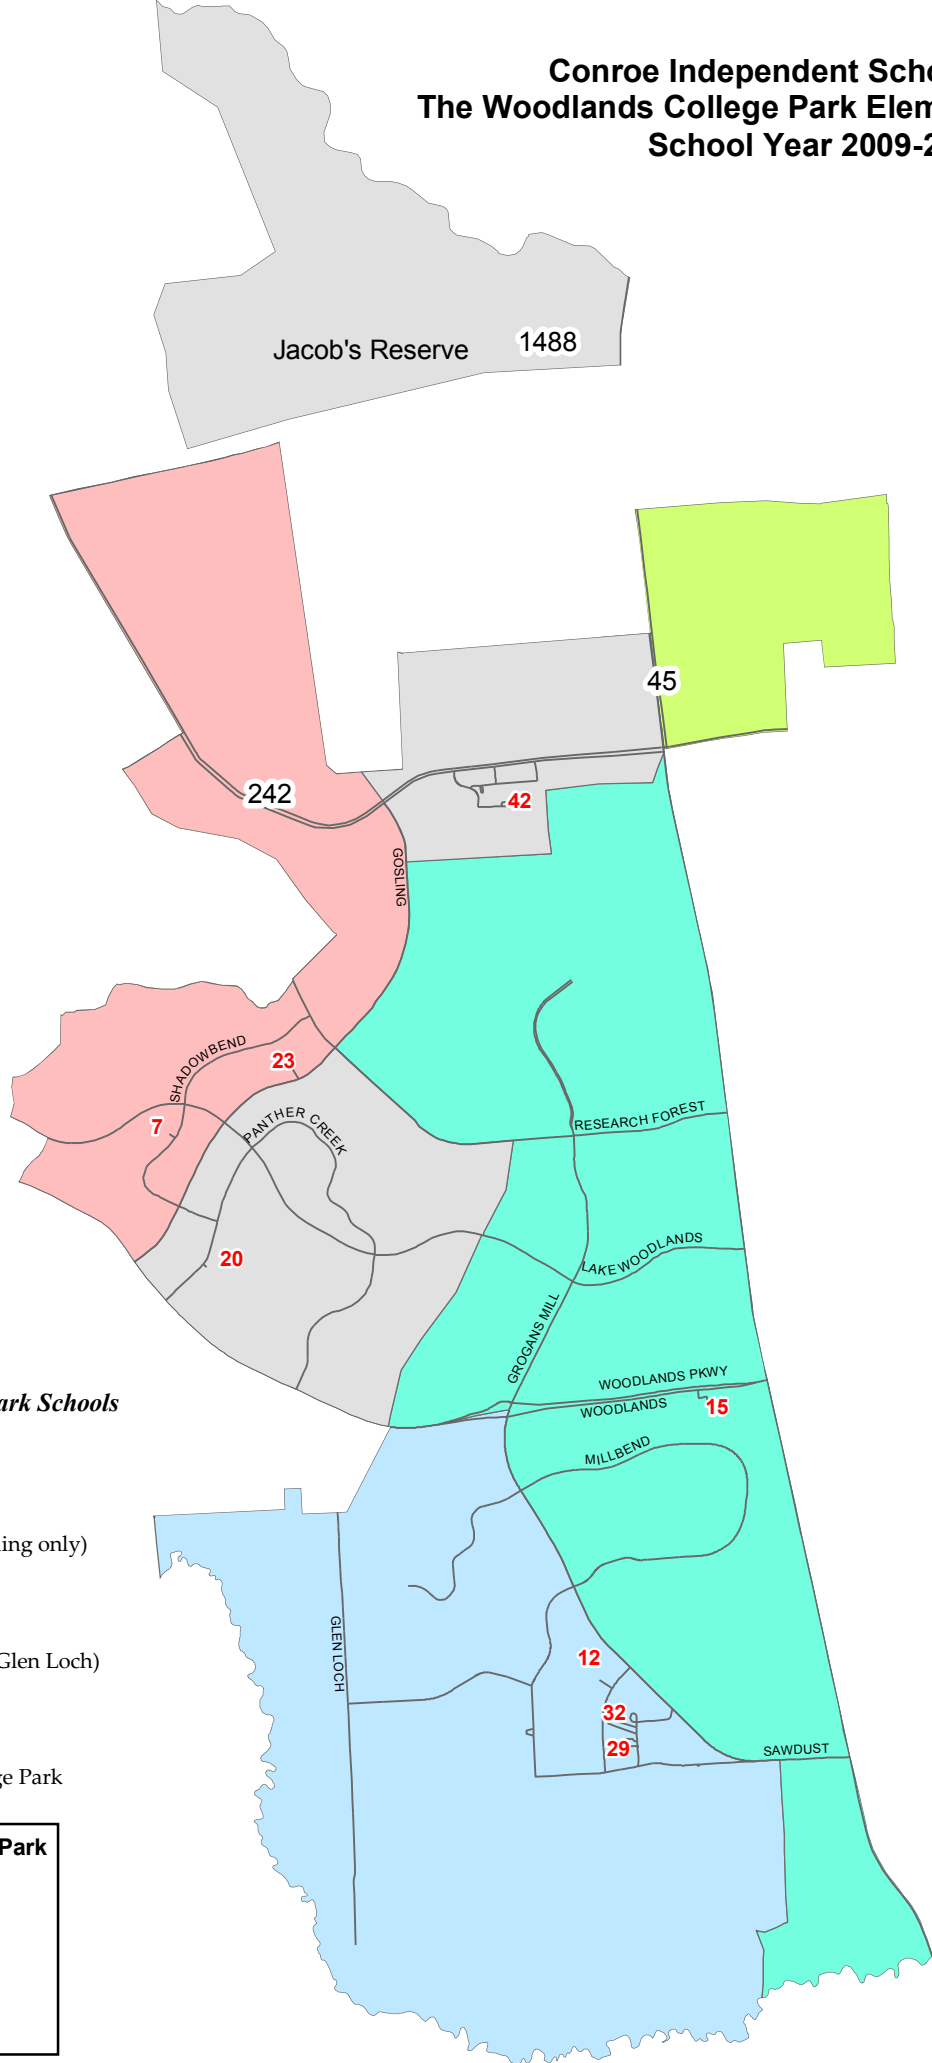 Conroe Independent Scho
The Woodlands College Park Elem
School Year 2009-2
Jacob's Reserve
1488
45
242
42
GOSLING
SHADOWBEND
23
7
PANTHER CREEK
RESEARCH FOREST
20
LAKE WOODLANDS
GROGANS MILL
WOODLANDS PKWY
WOODLANDS
15
MILLBEND
ark Schools
ing only)
GLEN LOCH
12
Glen Loch)
32
29
SAWDUST
ge Park
Park